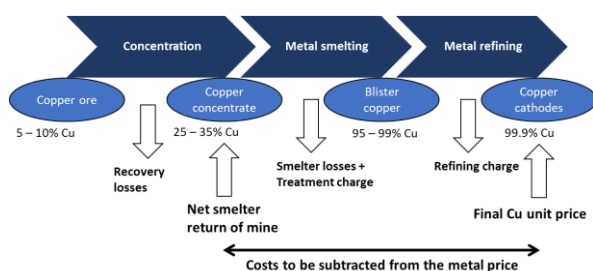 Concentration
Metal smelting
Metal refining
Copper ore
Copper
concentrate
Blister
copper
Copper
cathodes
5 – 10% Cu
25 – 35% Cu
95 – 99% Cu
99.9% Cu
Recovery
losses
Smelter losses +
Treatment charge
Refining charge
Net smelter
return of mine
Final Cu unit price
Costs to be subtracted from the metal price